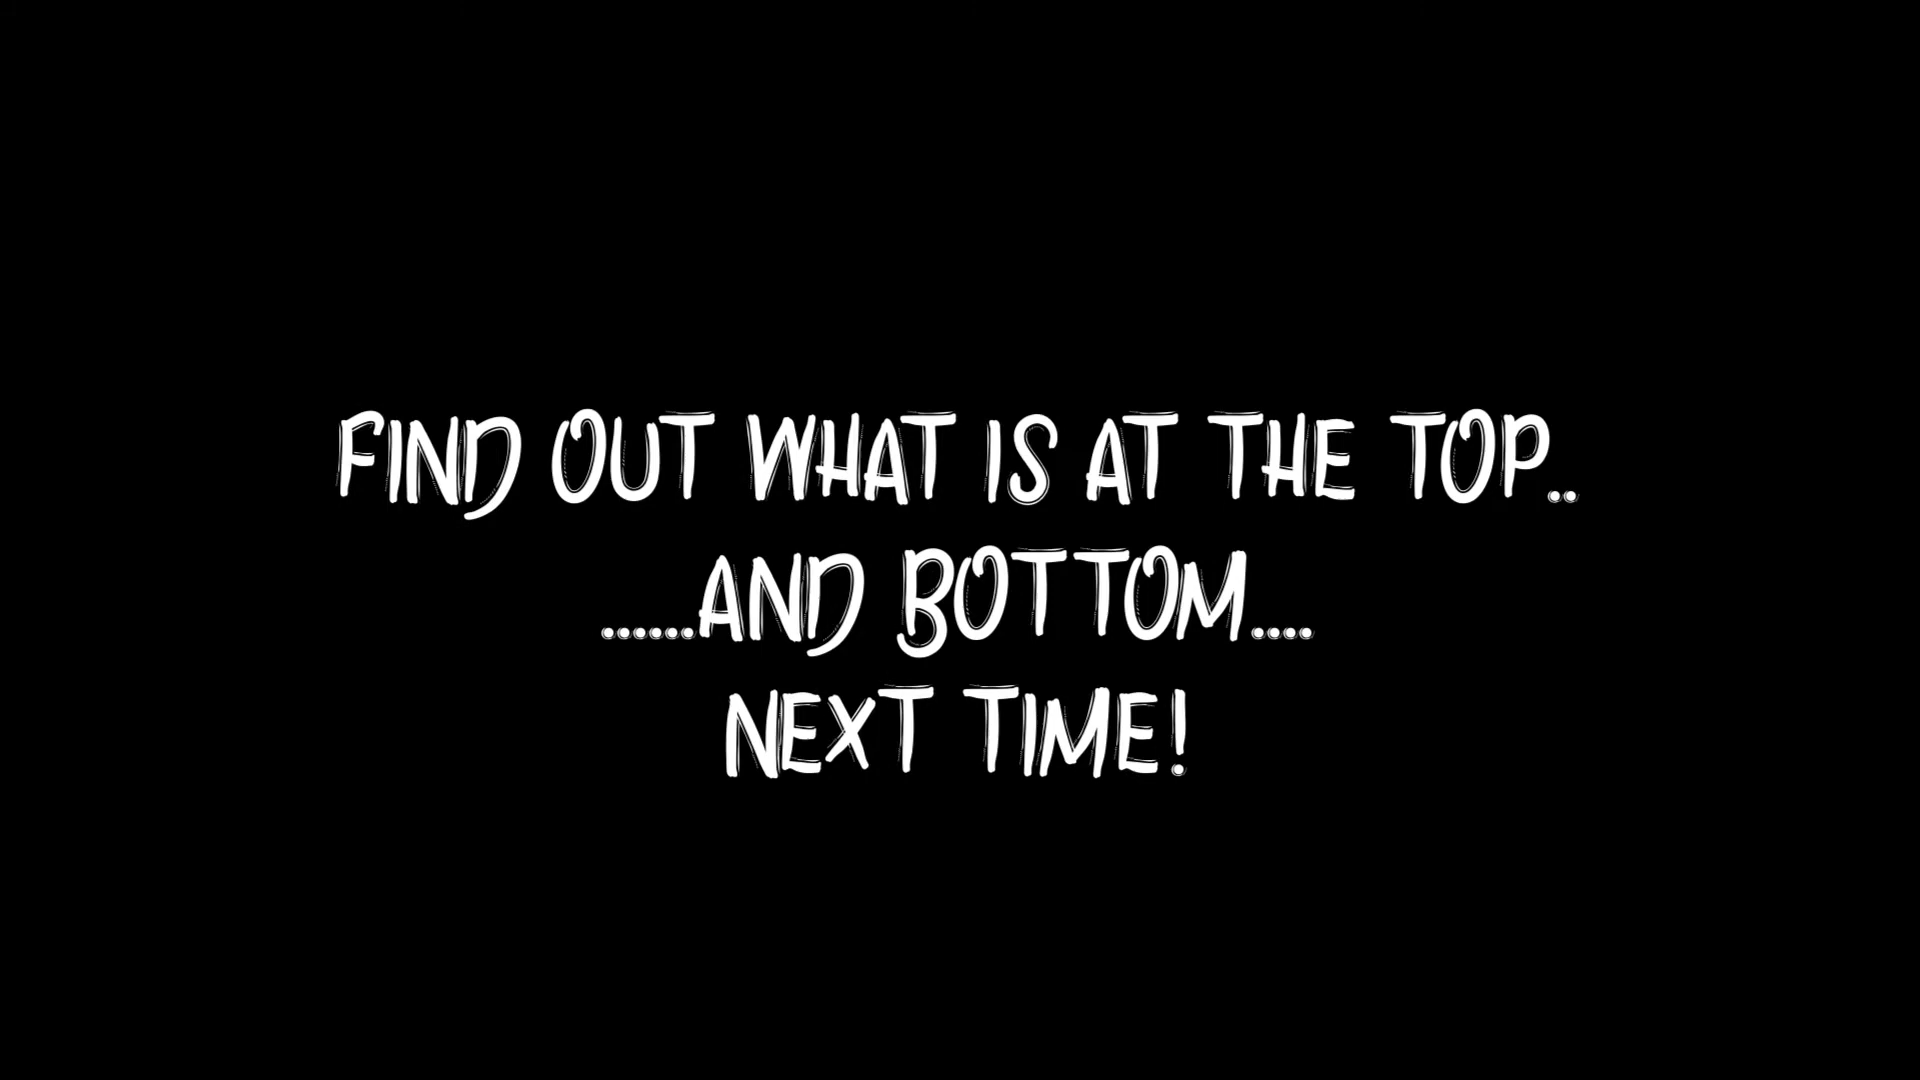 FIND OUT WHAT IS AT THE TOP..
......AND BOTTOM....
NEXT TIME!